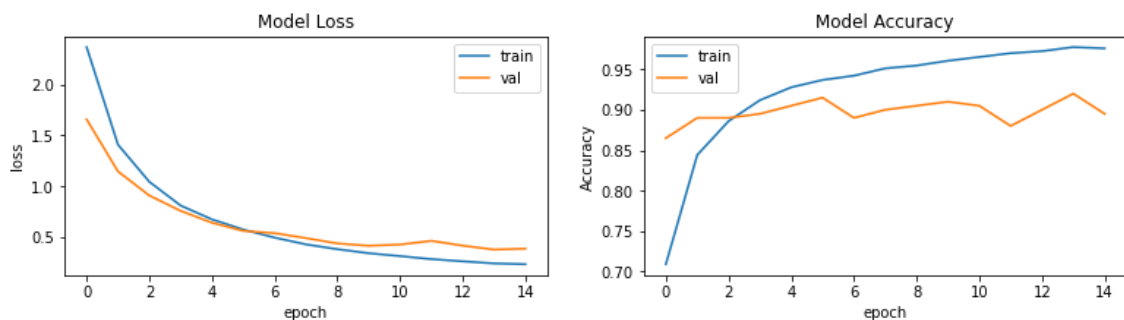 Model Loss
train
val
2.0
1.5
1.0
0.5
loss
0 2 4 6 8 10 12 14
epoch
Model Accuracy
train
val
0.95
0.90
0.85
0.80
0.75
0.70
Accuracy
0 2 4 6 8 10 12 14
epoch